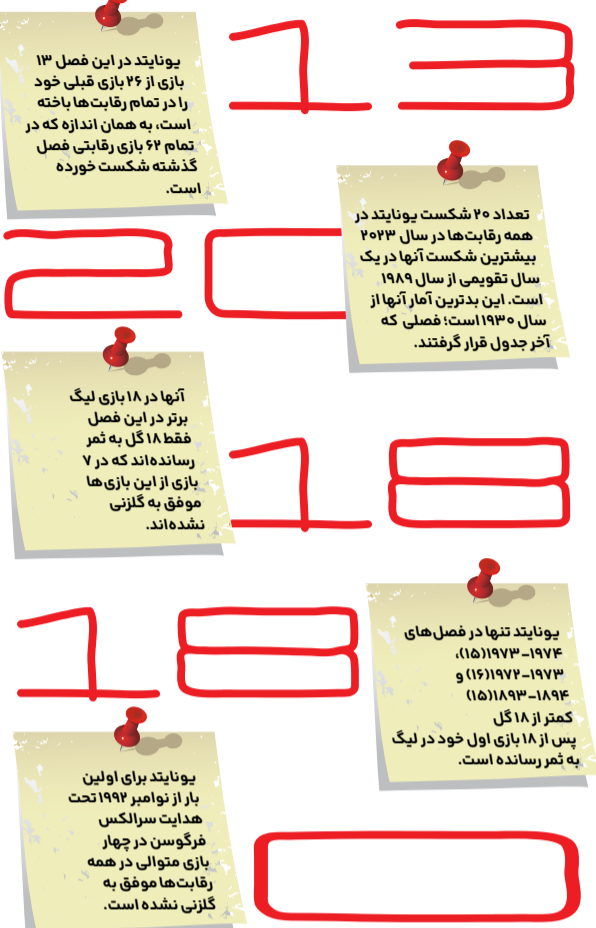 یونایتد در این فصل ۱۳
بازی از ۲۶ بازی قبلی خود
را در تمام رقابت‌ها باخته
است، به همان اندازه که در
تمام ۶۲ بازی رقابتی فصل
گذشته شکست خورده
است.
13
تعداد ۲۰ شکست یونایتد در
همه رقابت‌ها در سال ۲۰۲۳
بیشترین شکست آنها در یک
سال تقویمی از سال ۱۹۸۹
است. این بدترین آمار آنها از
سال ۱۹۳۰ است؛ فصلی که
آخر جدول قرار گرفتند.
20
آنها در ۱۸ بازی لیگ
برتر در این فصل
فقط ۱۸ گل به ثمر
رسانده‌اند که در ۷
بازی از این بازی‌ها
موفق به گلزنی
نشده‌اند.
18
یونایتد تنها در فصل‌های
۱۹۷۴–۱۹۷۳(۱۵)،
۱۹۷۳–۱۹۷۲(۱۶) و
۱۸۹۴–۱۸۹۳(۱۵)
کمتر از ۱۸ گل
پس از ۱۸ بازی اول خود در لیگ
به ثمر رسانده است.
18
یونایتد برای اولین
بار از نوامبر ۱۹۹۲ تحت
هدایت سرالکس
فرگوسن در چهار
بازی متوالی در همه
رقابت‌ها موفق به
گلزنی نشده است.
0